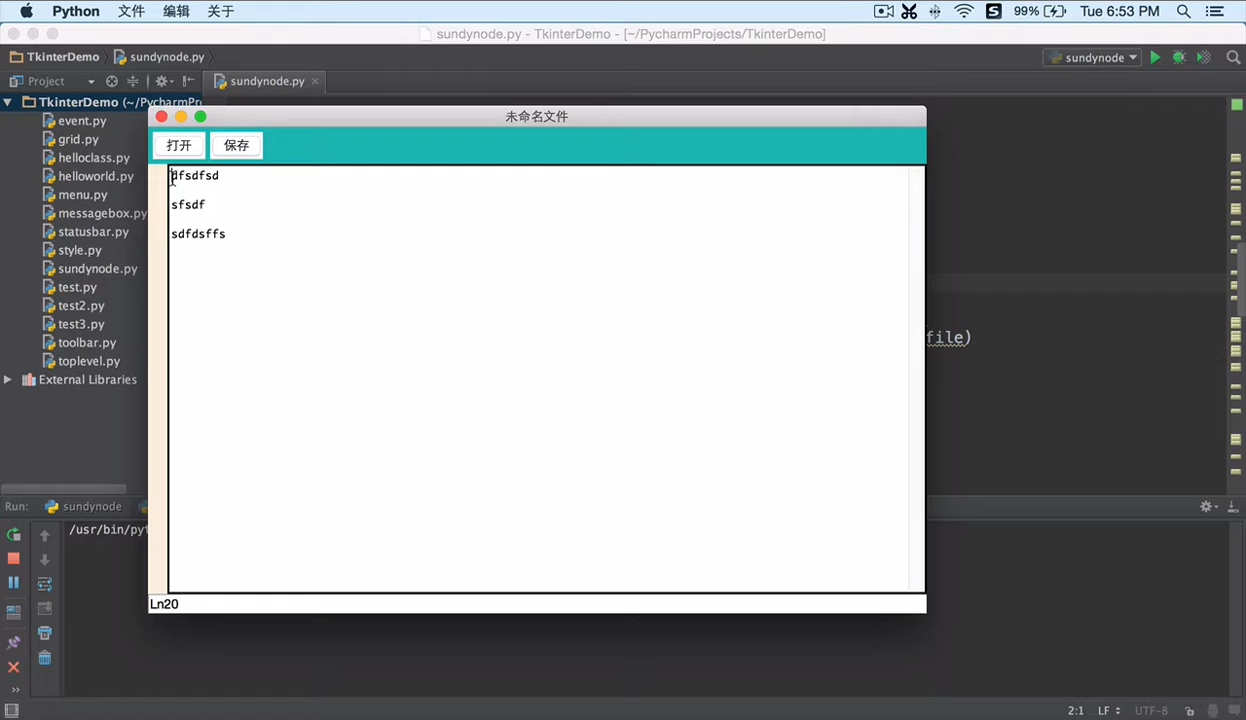 Python 文件 编辑 关于 99% Tue 6:53 PM
sundynode.py - TkinterDemo - [~/PycharmProjects/TkinterDemo]
TkinterDemo sundynode.py sundynode
Project sundynode.py
TkinterDemo (~/PycharmPr
event.py
grid.py
helloclass.py
helloworld.py
menu.py
messagebox.py
statusbar.py
style.py
sundynode.py
test.py
test2.py
test3.py
toolbar.py
toplevel.py
External Libraries
未命名文件
打开 保存
dfsdfsd
sfsdf
sdfdsffs
file)
Ln20
Run: sundynode
/usr/bin/pyt
2:1 LF UTF-8